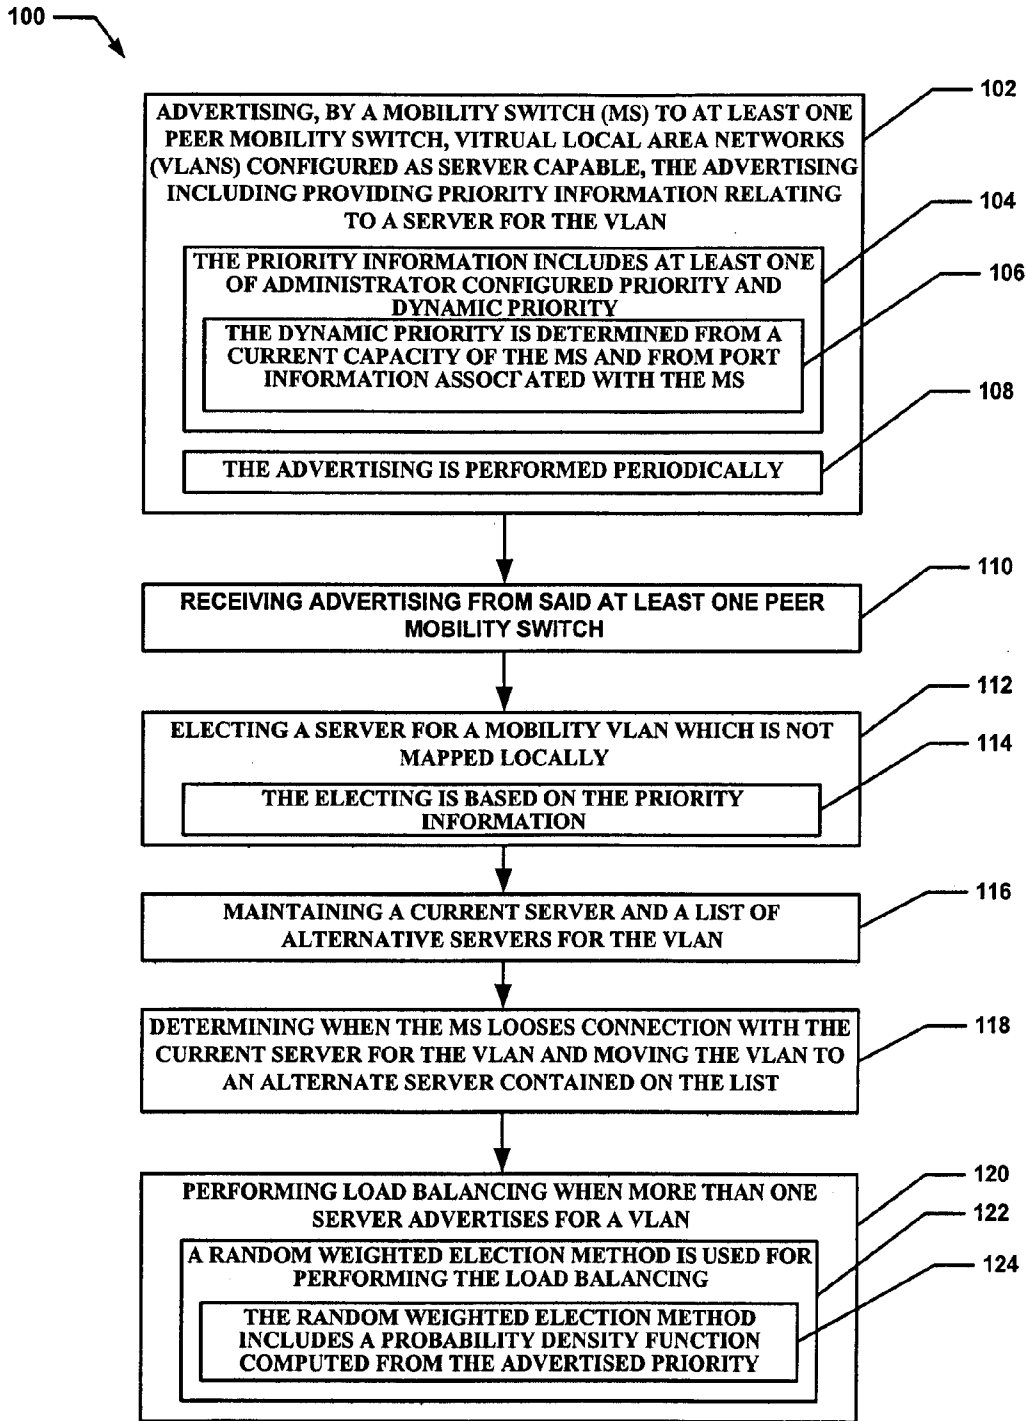 100
102
ADVERTISING, BY A MOBILITY SWITCH (MS) TO AT LEAST ONE
PEER MOBILITY SWITCH, VITRUAL LOCAL AREA NETWORKS
(VLANS) CONFIGURED AS SERVER CAPABLE, THE ADVERTISING
INCLUDING PROVIDING PRIORITY INFORMATION RELATING
TO A SERVER FOR THE VLAN
104
THE PRIORITY INFORMATION INCLUDES AT LEAST ONE
OF ADMINISTRATOR CONFIGURED PRIORITY AND
DYNAMIC PRIORITY
106
THE DYNAMIC PRIORITY IS DETERMINED FROM A
CURRENT CAPACITY OF THE MS AND FROM PORT
INFORMATION ASSOCIATED WITH THE MS
108
THE ADVERTISING IS PERFORMED PERIODICALLY
110
RECEIVING ADVERTISING FROM SAID AT LEAST ONE PEER
MOBILITY SWITCH
112
ELECTING A SERVER FOR A MOBILITY VLAN WHICH IS NOT
MAPPED LOCALLY
114
THE ELECTING IS BASED ON THE PRIORITY
INFORMATION
116
MAINTAINING A CURRENT SERVER AND A LIST OF
ALTERNATIVE SERVERS FOR THE VLAN
118
DETERMINING WHEN THE MS LOOSES CONNECTION WITH THE
CURRENT SERVER FOR THE VLAN AND MOVING THE VLAN TO
AN ALTERNATE SERVER CONTAINED ON THE LIST
120
PERFORMING LOAD BALANCING WHEN MORE THAN ONE
SERVER ADVERTISES FOR A VLAN
122
A RANDOM WEIGHTED ELECTION METHOD IS USED FOR
PERFORMING THE LOAD BALANCING
124
THE RANDOM WEIGHTED ELECTION METHOD
INCLUDES A PROBABILITY DENSITY FUNCTION
COMPUTED FROM THE ADVERTISED PRIORITY